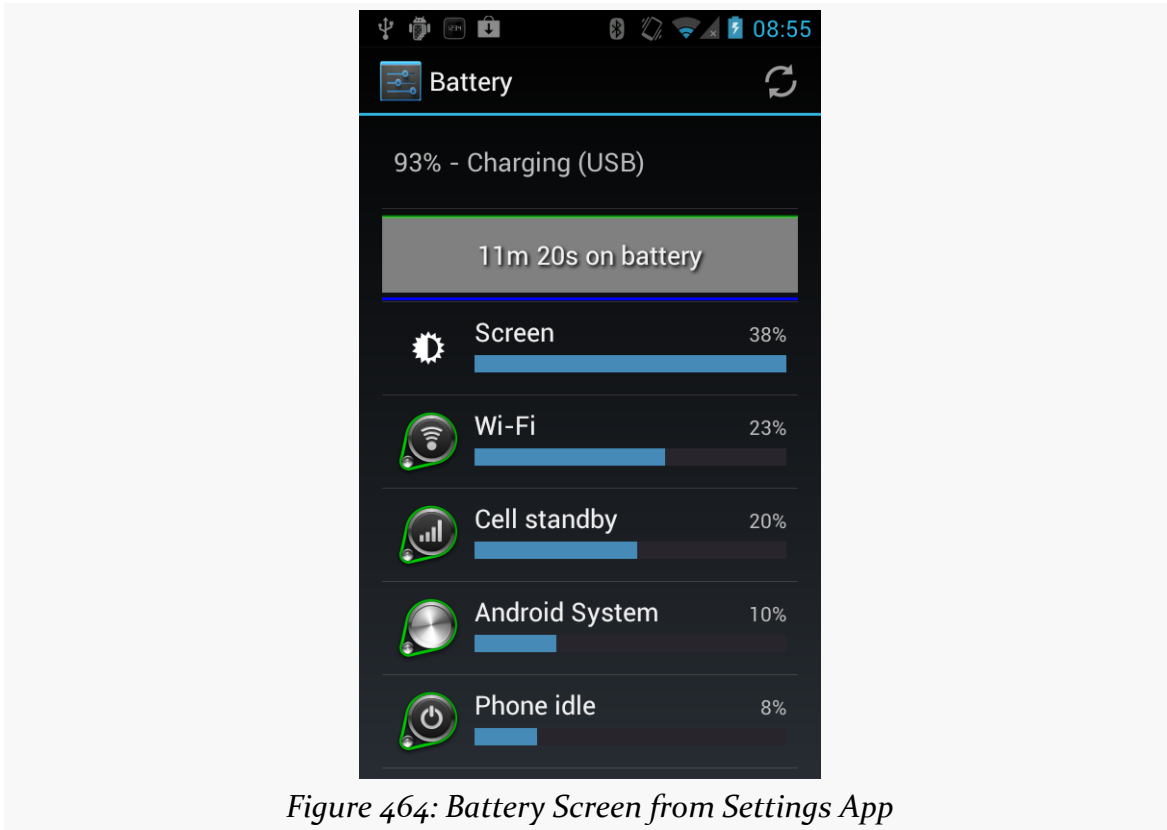 08:55
Battery
93% - Charging (USB)
11m 20s on battery
Screen 38%
Wi-Fi 23%
Cell standby 20%
Android System 10%
Phone idle 8%
Figure 464: Battery Screen from Settings App